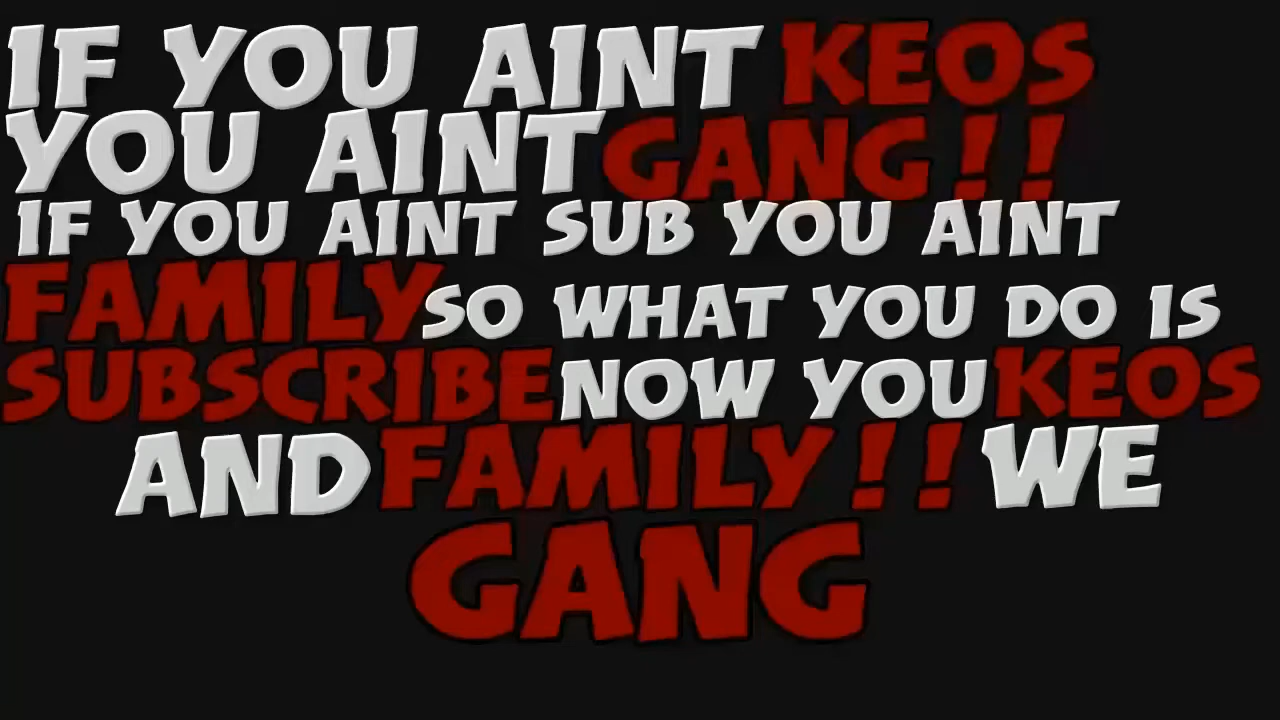 IF YOU AINT KEOS
YOU AINT GANG!!
IF YOU AINT SUB YOU AINT
FAMILY SO WHAT YOU DO IS
SUBSCRIBE NOW YOU KEOS
AND FAMILY!! WE
GANG